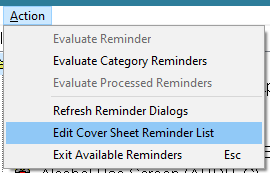 Action
Evaluate Reminder
Evaluate Category Reminders
Evaluate Processed Reminders
Refresh Reminder Dialogs
Edit Cover Sheet Reminder List
Exit Available Reminders Esc